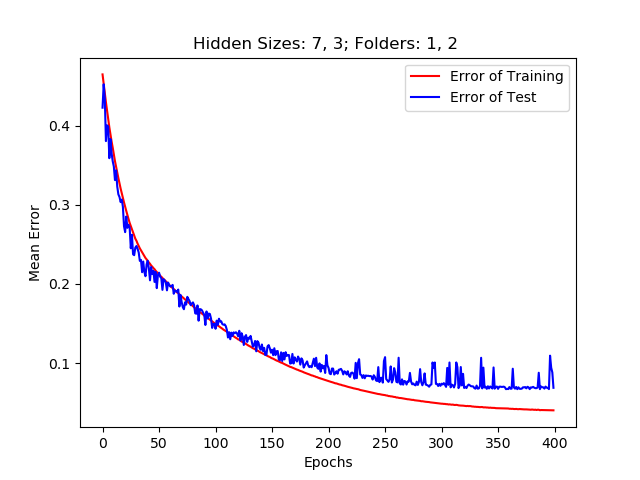 Hidden Sizes: 7, 3; Folders: 1, 2
Error of Training
Error of Test
Mean Error
0.4
0.3
0.2
0.1
0 50 100 150 200 250 300 350 400
Epochs